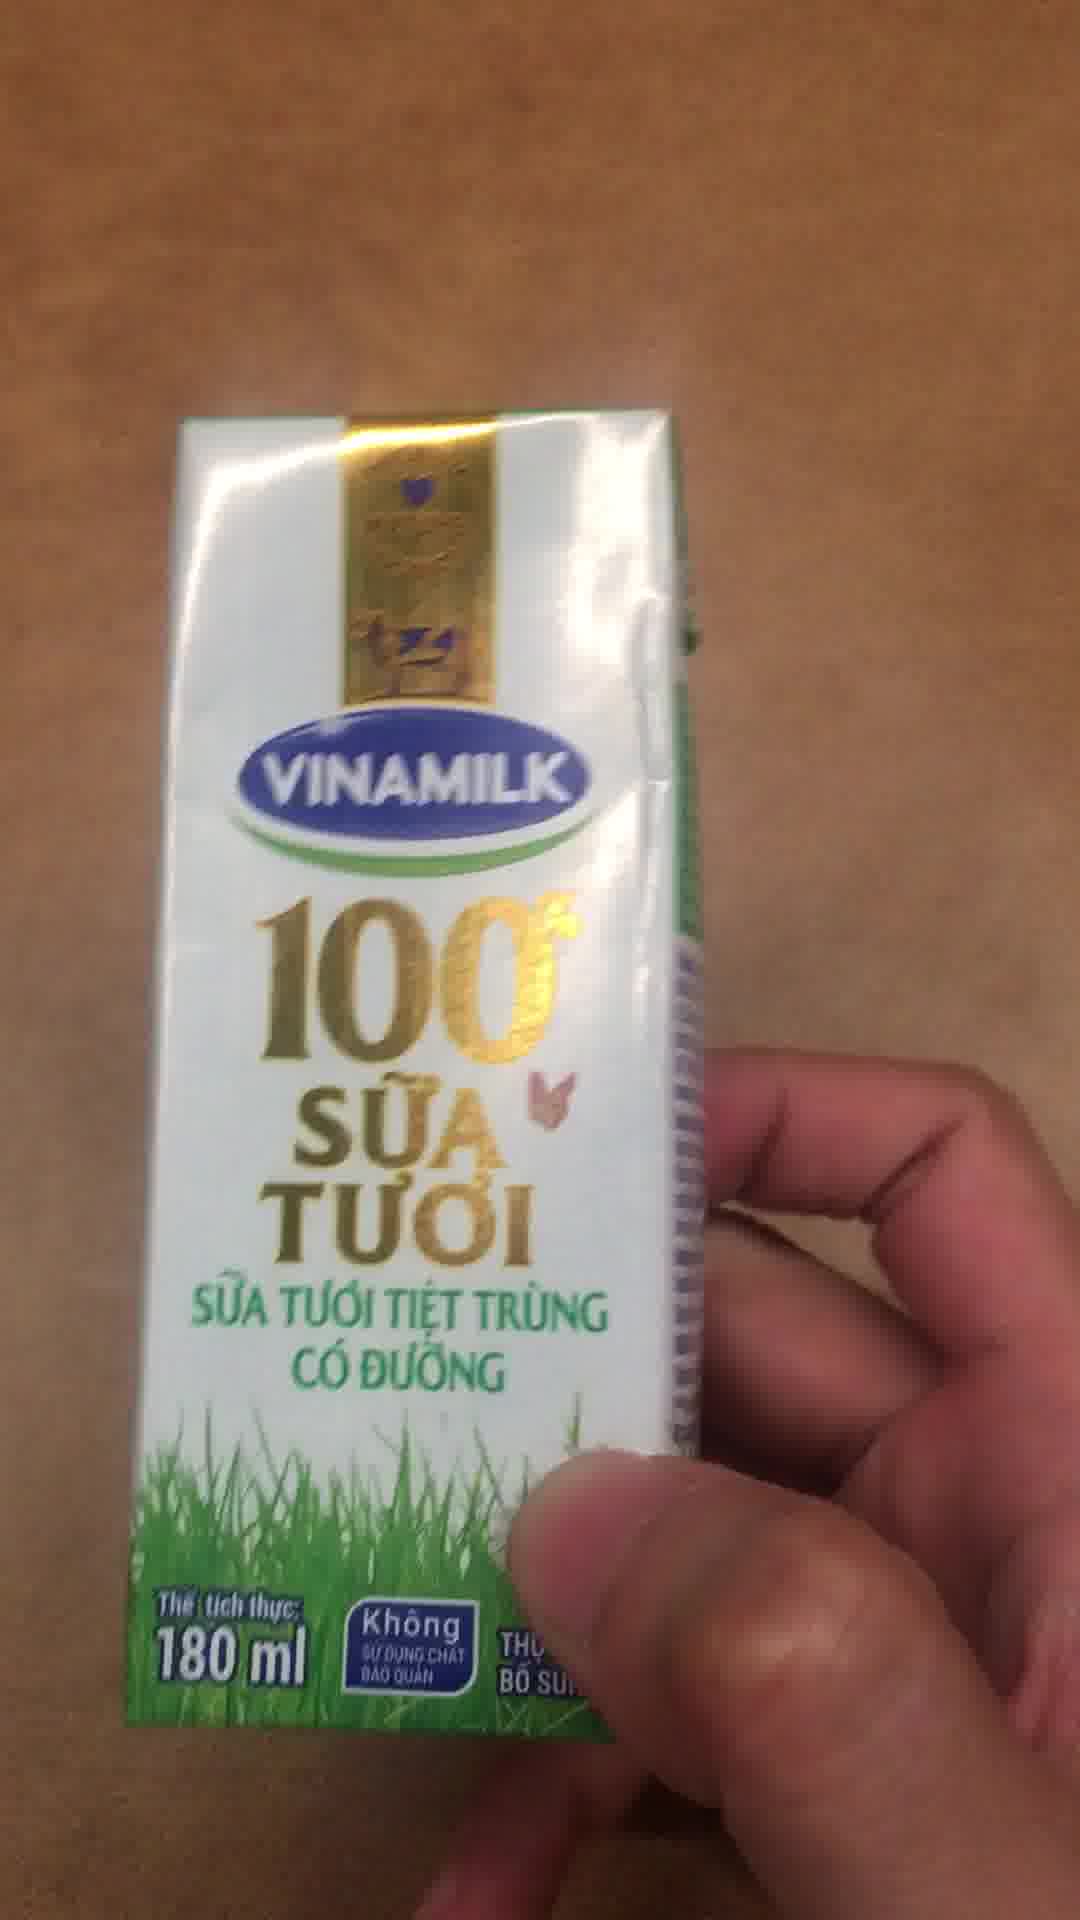 VINAMILK
100%
SỮA
TƯƠI
SỮA TƯƠI TIỆT TRÙNG
CÓ ĐƯỜNG
Thể tích thực:
180 ml
Không
SỬ DỤNG CHẤT
BẢO QUẢN
BỔ